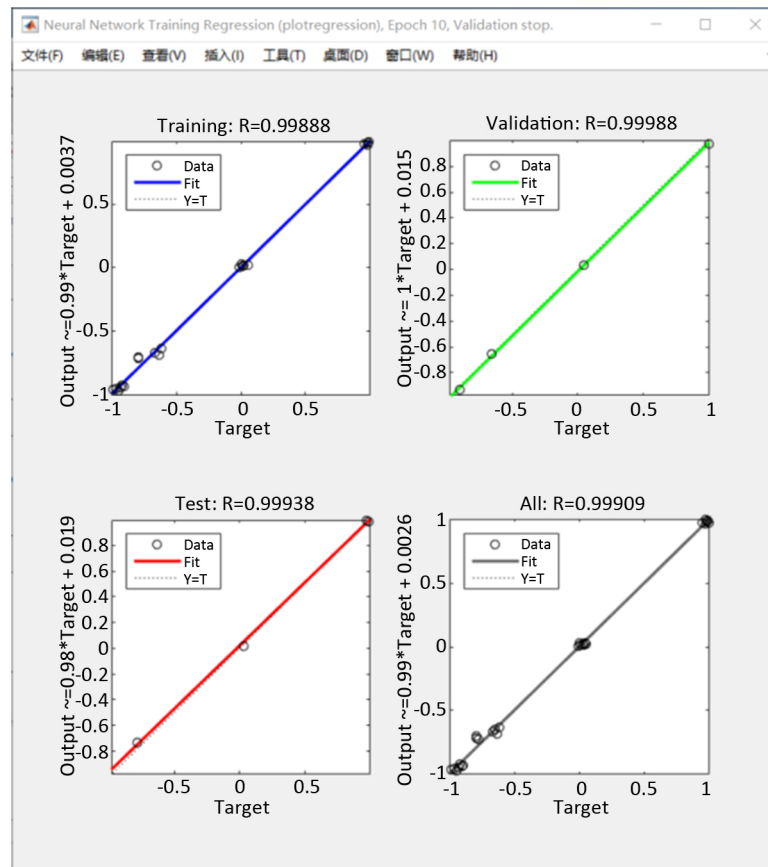 Neural Network Training Regression (plotregression), Epoch 10, Validation stop.
文件(F) 编辑(E) 查看(V) 插入(I) 工具(T) 桌面(D) 窗口(W) 帮助(H)
Training: R=0.99888
Output ~=0.99*Target + 0.0037
Data
Fit
Y=T
0.5
0
-0.5
-1
-1 -0.5 0 0.5
Target
Validation: R=0.99988
Output ~= 1*Target + 0.015
Data
Fit
Y=T
0.8
0.6
0.4
0.2
0
-0.2
-0.4
-0.6
-0.8
-0.5 0 0.5 1
Target
Test: R=0.99938
Output ~=0.98*Target + 0.019
Data
Fit
Y=T
0.8
0.6
0.4
0.2
0
-0.2
-0.4
-0.6
-0.8
-0.5 0 0.5
Target
All: R=0.99909
Output ~=0.99*Target + 0.0026
Data
Fit
Y=T
1
0.5
0
-0.5
-1
-1 -0.5 0 0.5 1
Target